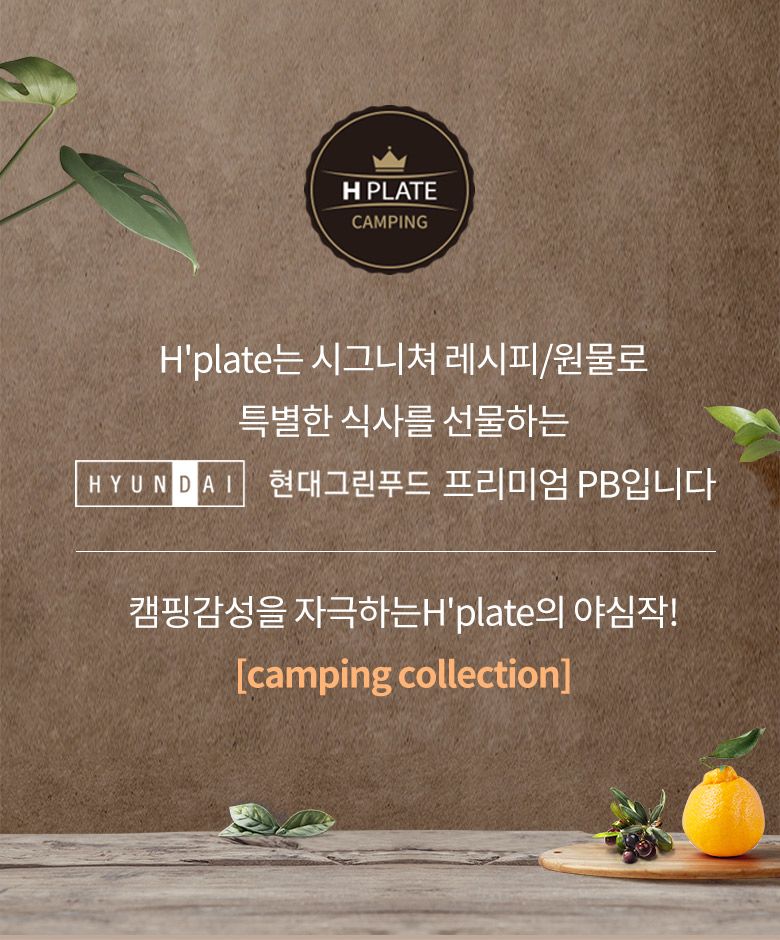 H PLATE
CAMPING
H'plate는 시그니쳐 레시피/원물로
특별한 식사를 선물하는
HYUNDAI 현대그린푸드 프리미엄 PB입니다
캠핑감성을 자극하는H'plate의 야심작!
[camping collection]